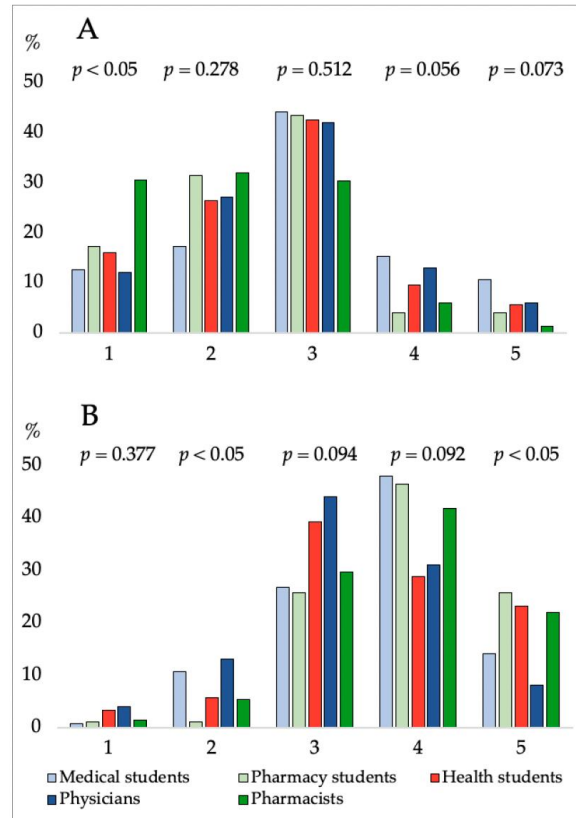 A
%
p < 0.05 p = 0.278 p = 0.512 p = 0.056 p = 0.073
50
40
30
20
10
0
1 2 3 4 5
B
%
p = 0.377 p < 0.05 p = 0.094 p = 0.092 p < 0.05
50
40
30
20
10
0
1 2 3 4 5
Medical students Pharmacy students Health students
Physicians Pharmacists